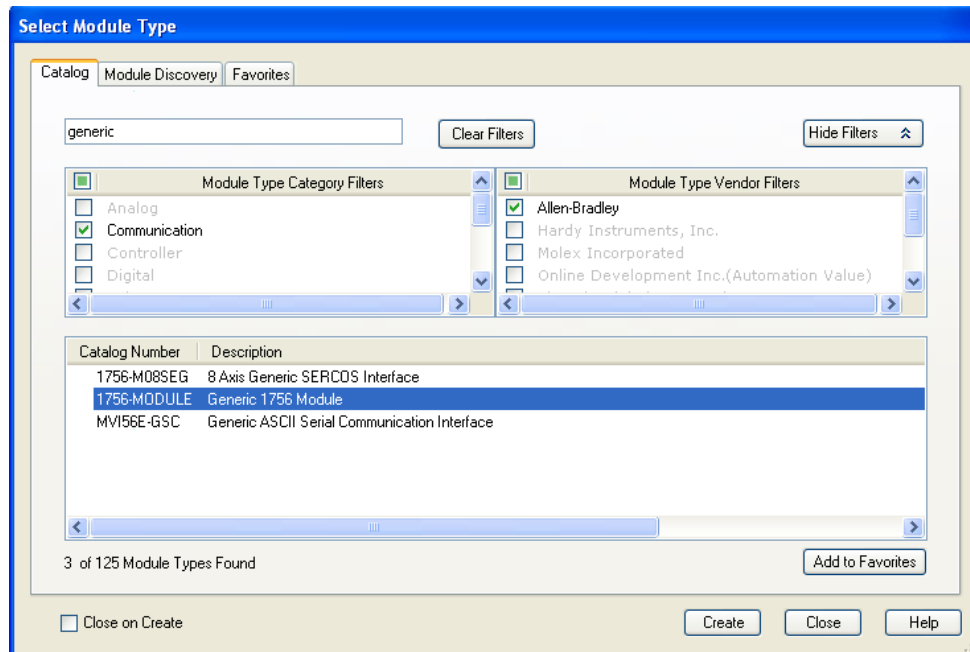 Select Module Type
Catalog Module Discovery Favorites
generic Clear Filters Hide Filters
Module Type Category Filters Module Type Vendor Filters
Analog Allen-Bradley
Communication Hardy Instruments, Inc.
Controller Molex Incorporated
Digital Online Development Inc.(Automation Value)
Catalog Number Description
1756-M08SEG 8 Axis Generic SERCOS Interface
1756-MODULE Generic 1756 Module
MVI56E-GSC Generic ASCII Serial Communication Interface
3 of 125 Module Types Found Add to Favorites
Close on Create Create Close Help